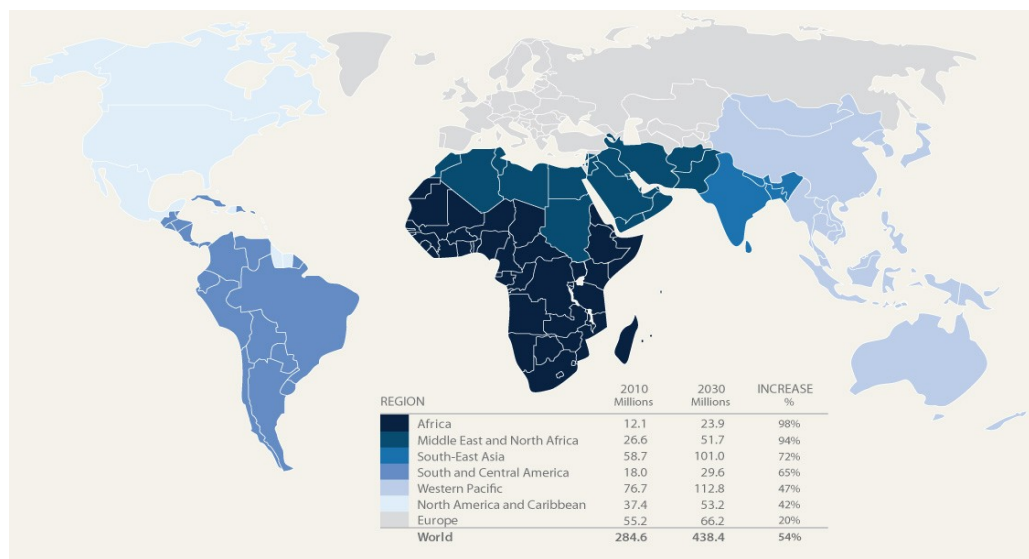 REGION 2010 Millions 2030 Millions INCREASE %
Africa 12.1 23.9 98%
Middle East and North Africa 26.6 51.7 94%
South-East Asia 58.7 101.0 72%
South and Central America 18.0 29.6 65%
Western Pacific 76.7 112.8 47%
North America and Caribbean 37.4 53.2 42%
Europe 55.2 66.2 20%
World 284.6 438.4 54%